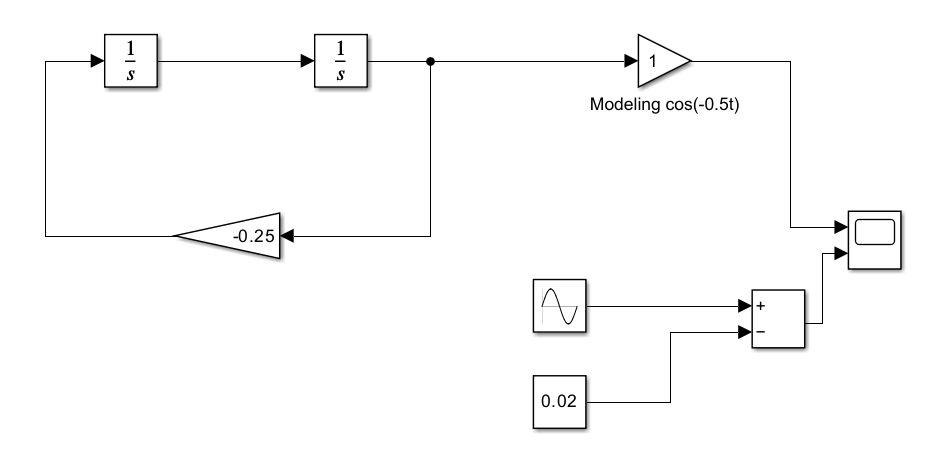 1
s
1
s
1
Modeling cos(-0.5t)
-0.25
+
−
0.02